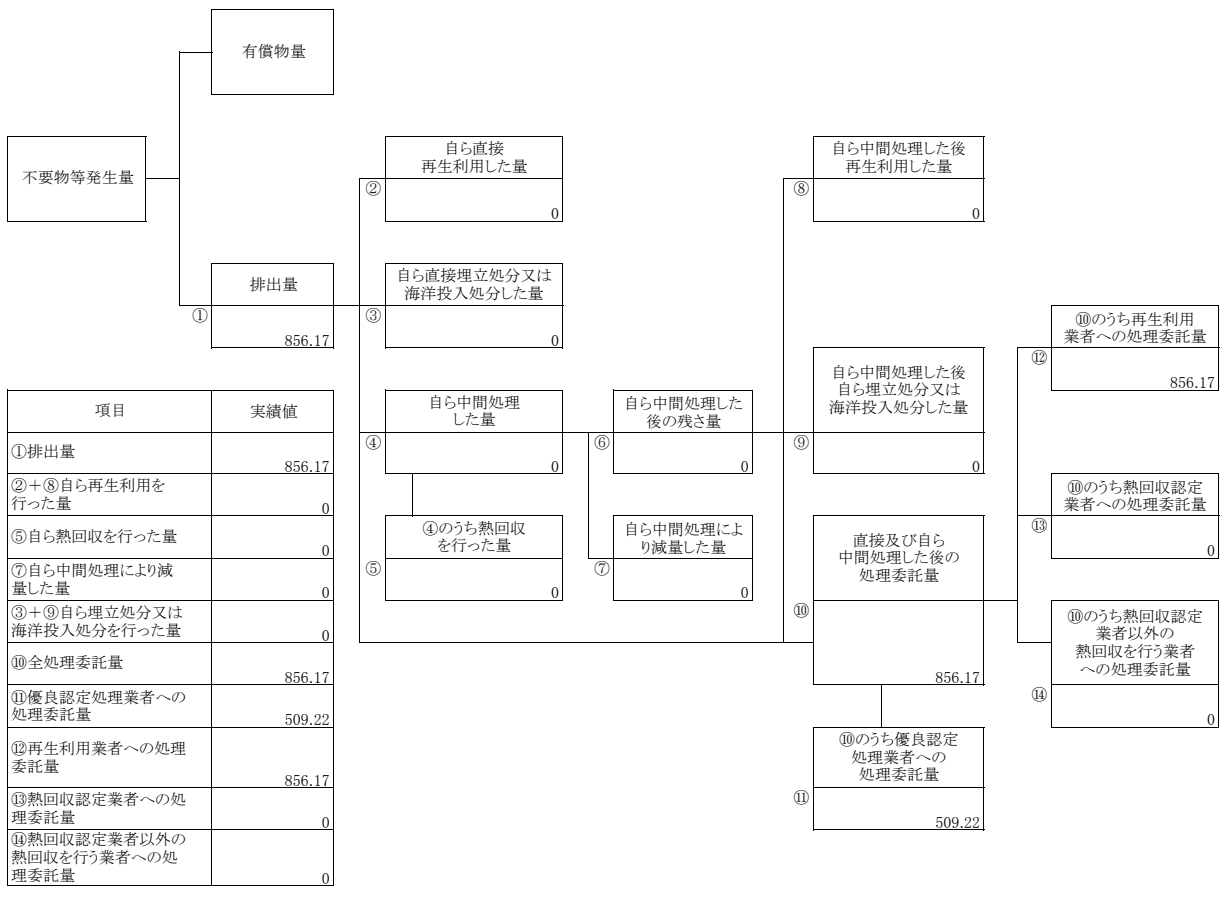 有償物量
不要物等発生量
排出量
①
856.17
自ら直接
再生利用した量
②
0
自ら直接埋立処分又は
海洋投入処分した量
③
0
自ら中間処理
した量
④
0
④のうち熱回収
を行った量
⑤
0
自ら中間処理した
後の残さ量
⑥
0
自ら中間処理によ
り減量した量
⑦
0
自ら中間処理した後
再生利用した量
⑧
0
自ら中間処理した後
自ら埋立処分又は
海洋投入処分した量
⑨
0
直接及び自ら
中間処理した後の
処理委託量
⑩
856.17
⑩のうち優良認定
処理業者への
処理委託量
⑪
509.22
⑩のうち再生利用
業者への処理委託量
⑫
856.17
⑩のうち熱回収認定
業者への処理委託量
⑬
0
⑩のうち熱回収認定
業者以外の
熱回収を行う業者
への処理委託量
⑭
0
項目 実績値
①排出量
856.17
②+⑧自ら再生利用を
行った量
0
⑤自ら熱回収を行った量
0
⑦自ら中間処理により減
量した量
0
③+⑨自ら埋立処分又は
海洋投入処分を行った量
0
⑩全処理委託量
856.17
⑪優良認定処理業者への
処理委託量
509.22
⑫再生利用業者への処理
委託量
856.17
⑬熱回収認定業者への処
理委託量
0
⑭熱回収認定業者以外の
熱回収を行う業者への処
理委託量
0